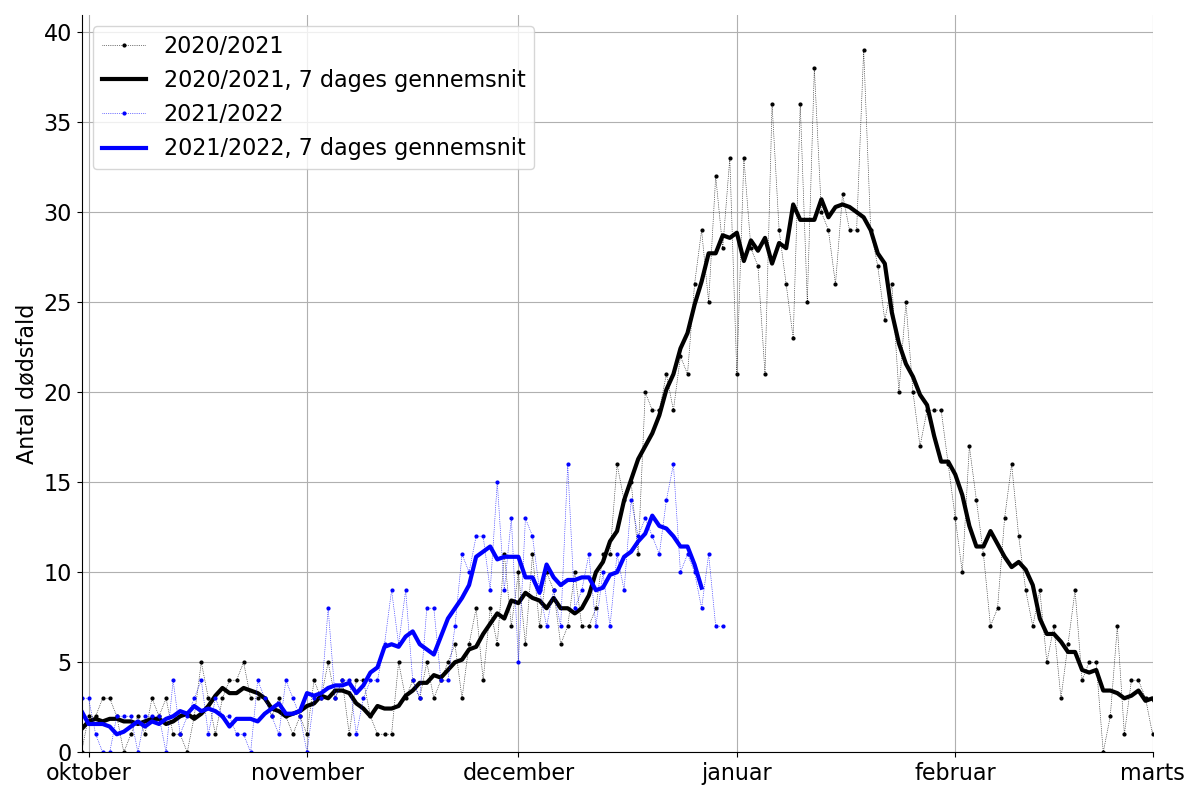 2020/2021
2020/2021, 7 dages gennemsnit
2021/2022
2021/2022, 7 dages gennemsnit
Antal dødsfald
40
35
30
25
20
15
10
5
0
oktober november december januar februar marts